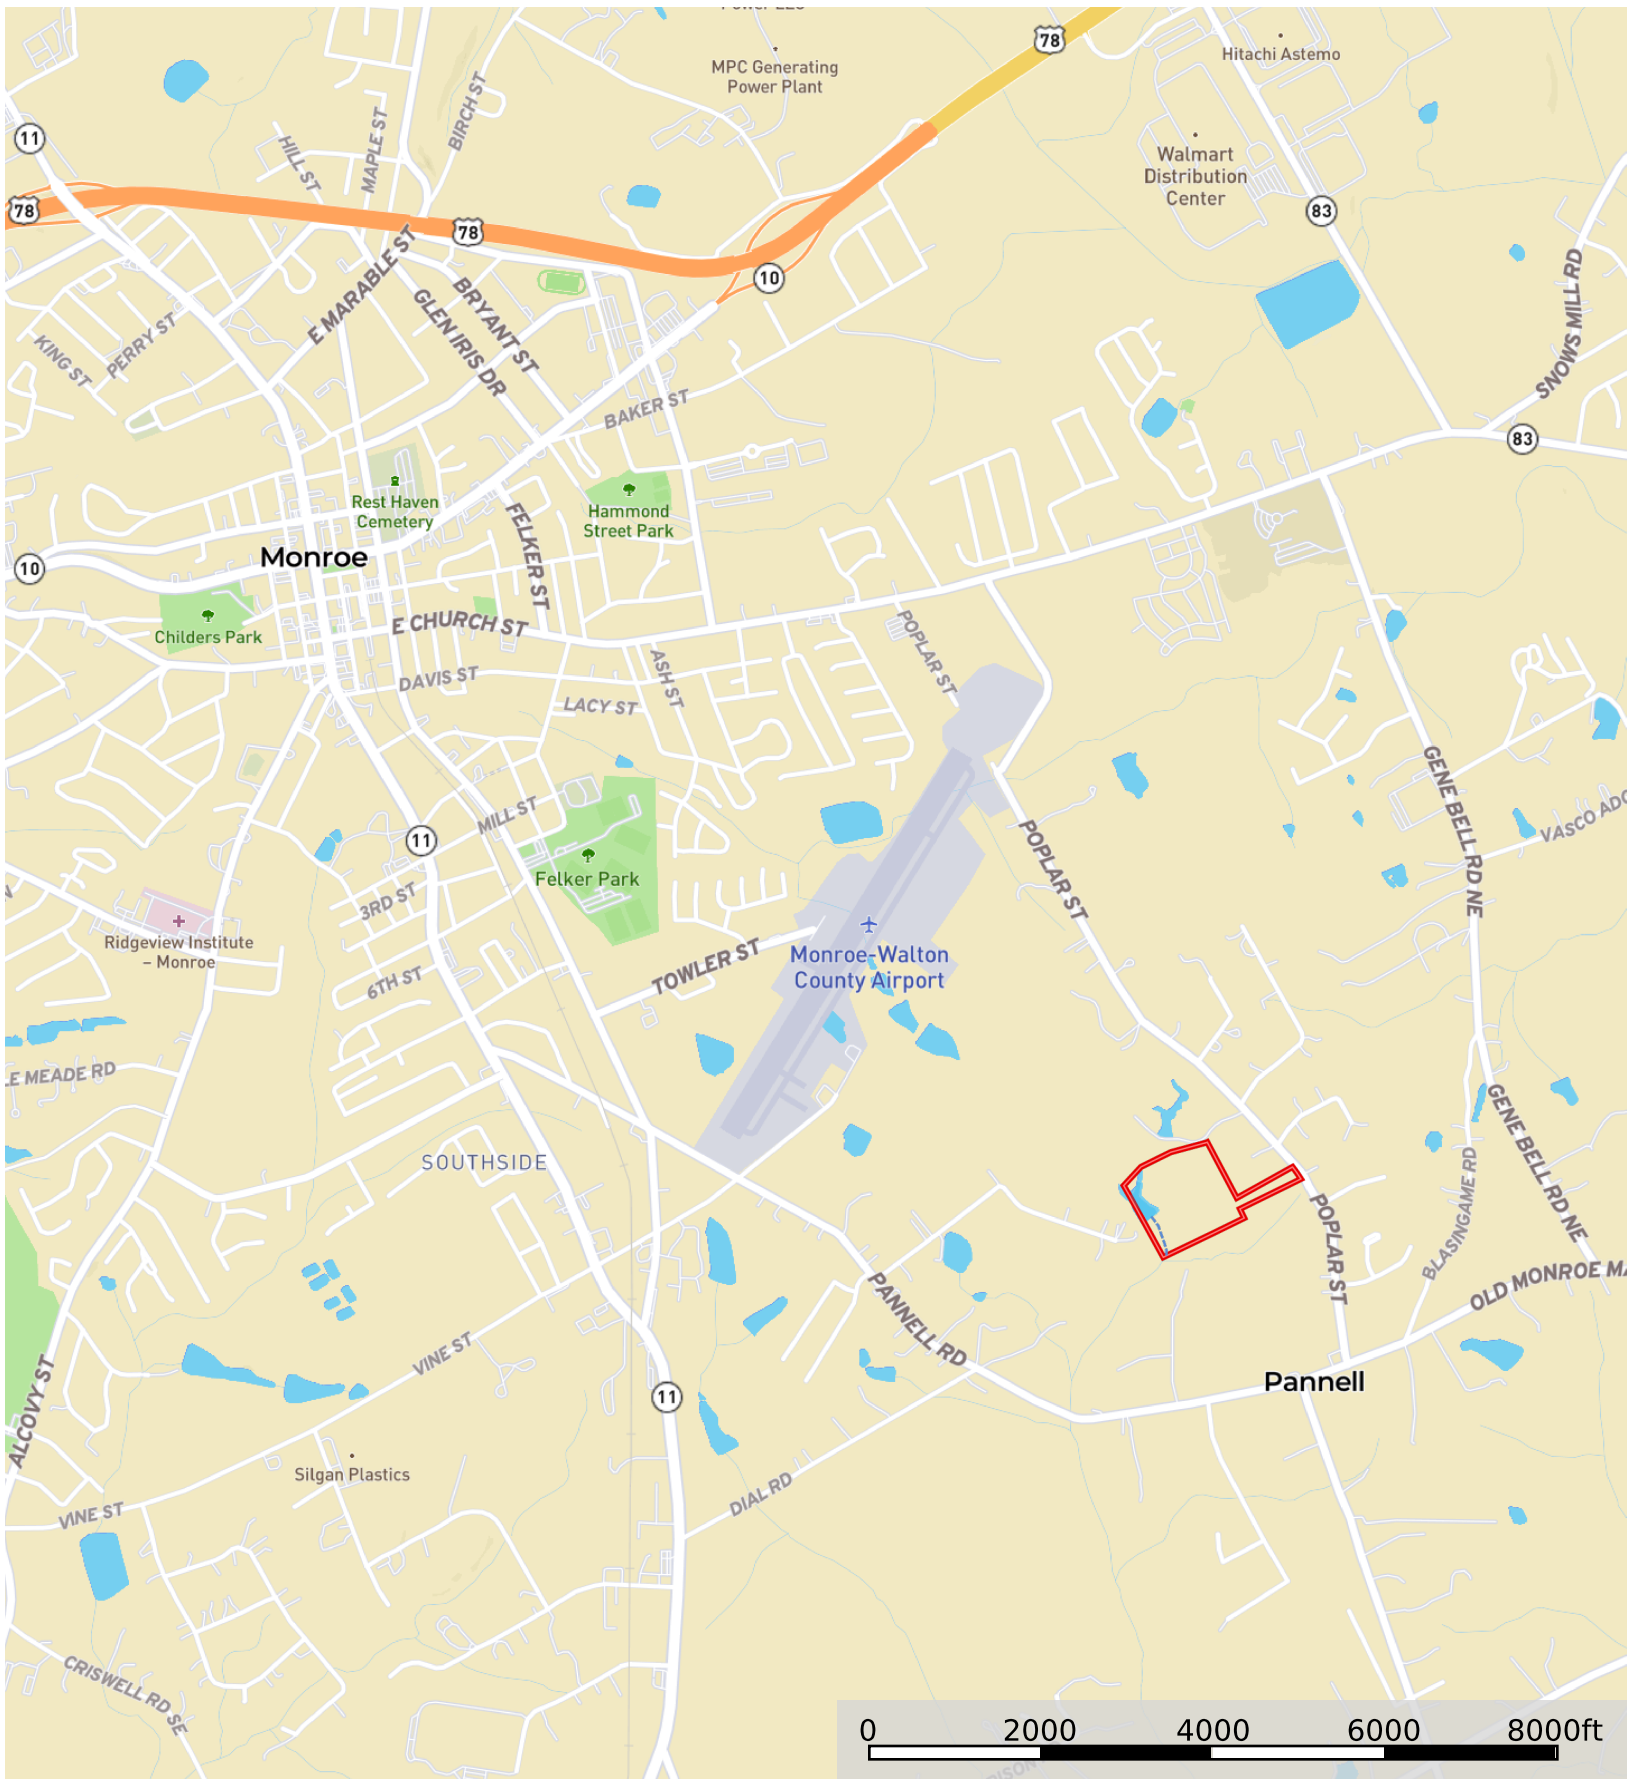 78
Hitachi Astemo
MPC Generating
Power Plant
BIRCH ST
MAPLE ST
HILL ST
11
Walmart
Distribution
Center
78
78
83
10
E MARABLE ST
BRYANT ST
GLEN IRIS DR
SNOWS MILL RD
KING ST
PERRY ST
BAKER ST
83
Rest Haven
Cemetery
Hammond
Street Park
FELKER ST
Monroe
10
Childers Park
E CHURCH ST
POPLAR ST
DAVIS ST
ASH ST
LACY ST
GENE BELL RD NE
MILL ST
11
POPLAR ST
Felker Park
3RD ST
Ridgeview Institute
– Monroe
TOWLER ST
Monroe-Walton
County Airport
6TH ST
LE MEADE RD
GENE BELL RD NE
SOUTHSIDE
BLASINGAME RD
POPLAR ST
PANNELL RD
VINE ST
Pannell
11
ALCOVY ST
Silgan Plastics
DIAL RD
VINE ST
CRISWELL RD SE
0 2000 4000 6000 8000ft